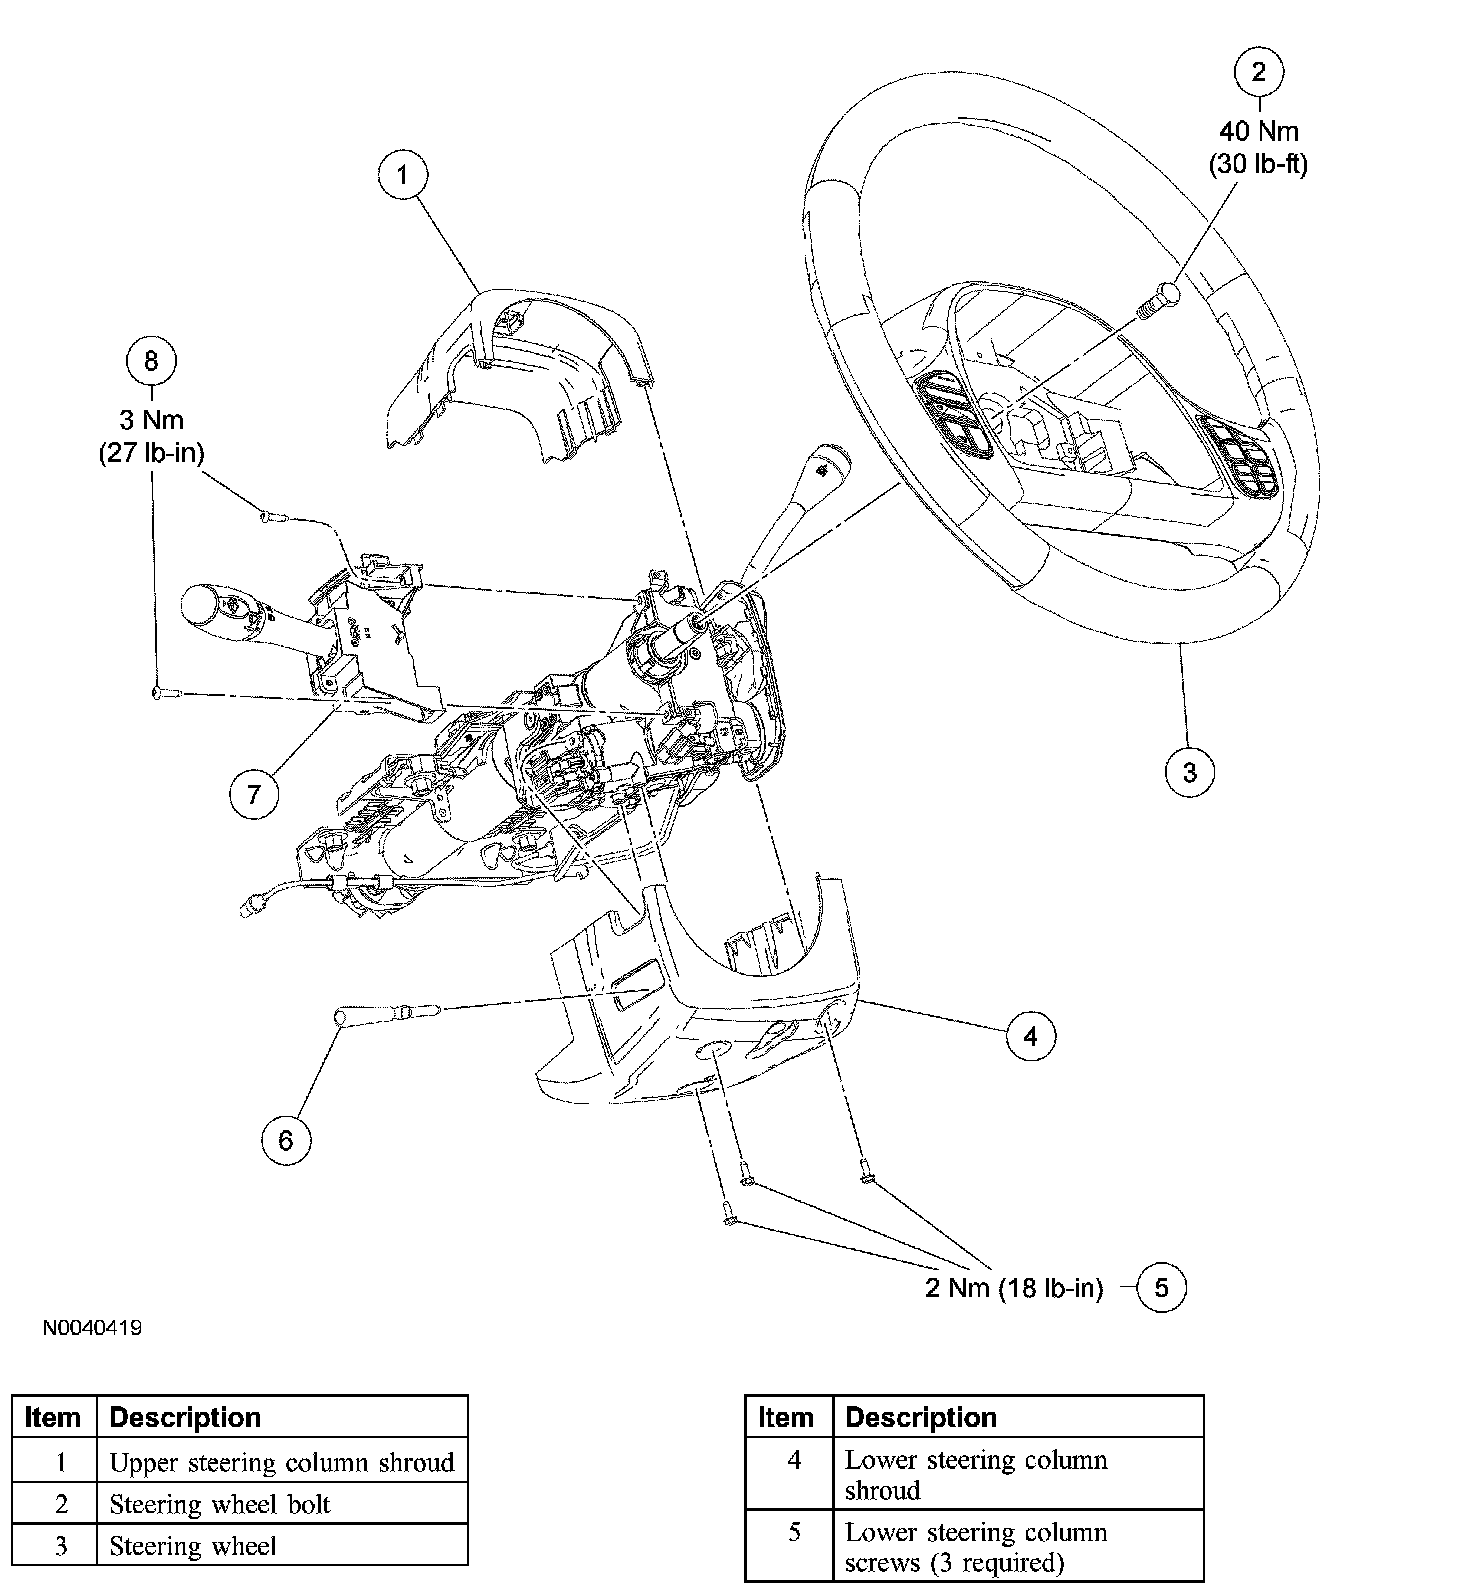 2
40 Nm
(30 lb-ft)
1
8
3 Nm
(27 lb-in)
7
3
4
6
2 Nm (18 lb-in)
5
N0040419
Item Description
1 Upper steering column shroud
2 Steering wheel bolt
3 Steering wheel
Item Description
4 Lower steering column
shroud
5 Lower steering column
screws (3 required)